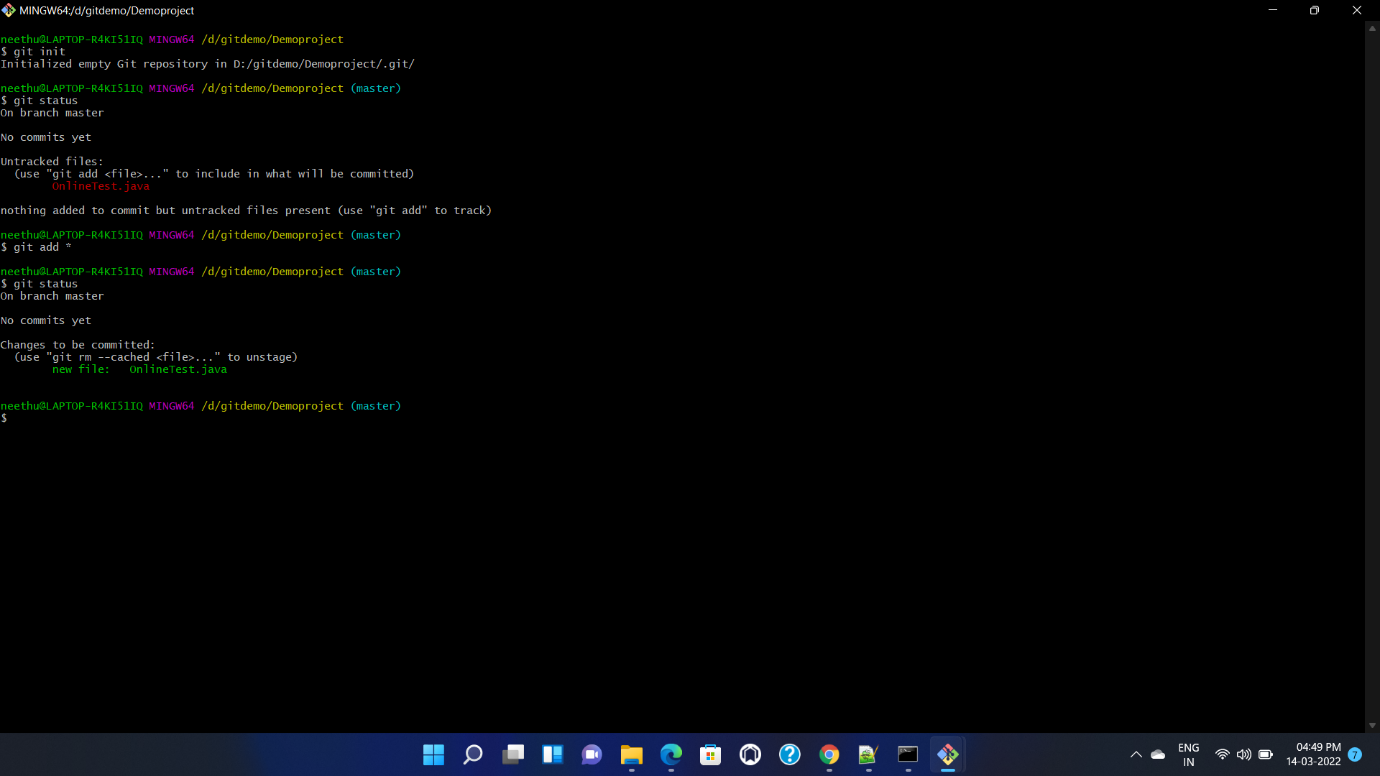 MINGW64:/d/gitdemo/Demoproject
neethu@LAPTOP-R4KI51IQ MINGW64 /d/gitdemo/Demoproject
$ git init
Initialized empty Git repository in D:/gitdemo/Demoproject/.git/
neethu@LAPTOP-R4KI51IQ MINGW64 /d/gitdemo/Demoproject (master)
$ git status
On branch master
No commits yet
Untracked files:
(use "git add <file>..." to include in what will be committed)
OnlineTest.java
nothing added to commit but untracked files present (use "git add" to track)
neethu@LAPTOP-R4KI51IQ MINGW64 /d/gitdemo/Demoproject (master)
$ git add *
neethu@LAPTOP-R4KI51IQ MINGW64 /d/gitdemo/Demoproject (master)
$ git status
On branch master
No commits yet
Changes to be committed:
(use "git rm --cached <file>..." to unstage)
new file:   OnlineTest.java
neethu@LAPTOP-R4KI51IQ MINGW64 /d/gitdemo/Demoproject (master)
$
ENG
IN
04:49 PM
14-03-2022
7